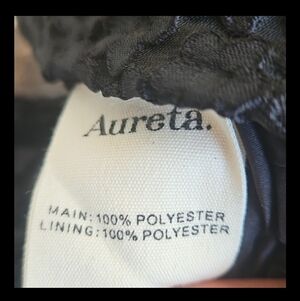 Aureta.
MAIN: 100% POLYESTER
LINING: 100% POLYESTER